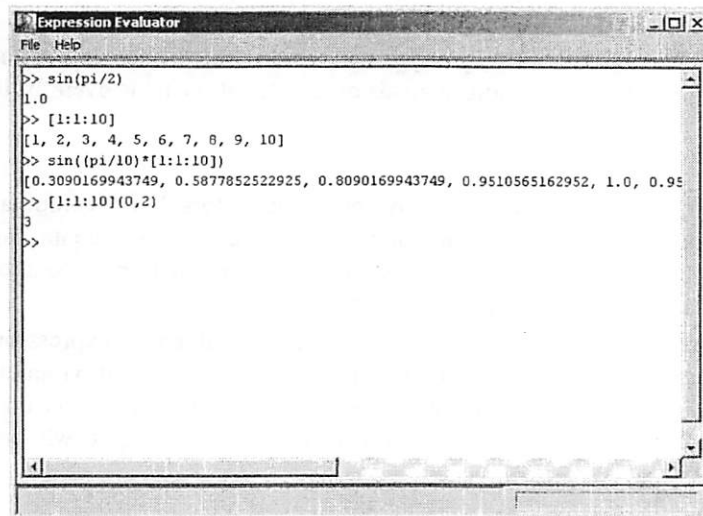 Expression Evaluator
File Help
>> sin(pi/2)
1.0
>> [1:1:10]
[1, 2, 3, 4, 5, 6, 7, 8, 9, 10]
>> sin((pi/10)*[1:1:10])
[0.3090169943749, 0.5877852522925, 0.8090169943749, 0.9510565162952, 1.0, 0.95
>> [1:1:10](0,2)
3
>>